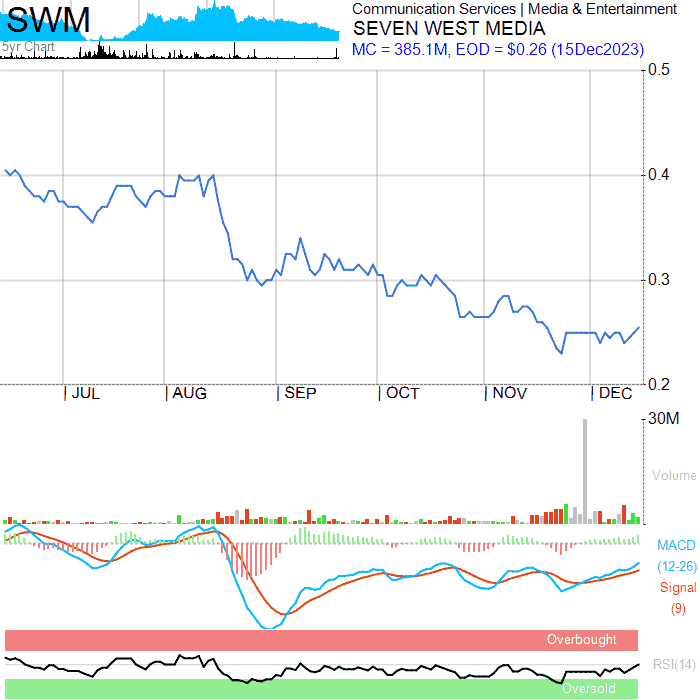 SWM
5yr Chart
Communication Services | Media & Entertainment
SEVEN WEST MEDIA
MC = 385.1M, EOD = $0.26 (15Dec2023)
0.5
0.4
0.3
0.2
JUL AUG SEP OCT NOV DEC
30M
Volume
MACD
(12-26)
Signal
(9)
Overbought
RSI(14)
Oversold